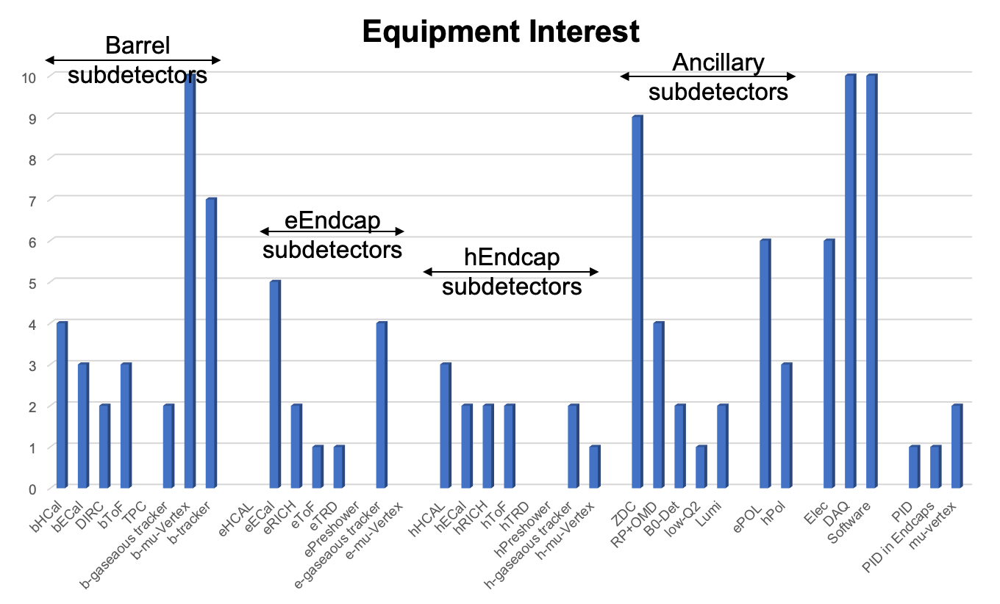 Equipment Interest
Barrel
subdetectors
Ancillary
subdetectors
eEndcap
subdetectors
hEndcap
subdetectors
10
9
8
7
6
5
4
3
2
1
0
bHCal
bECal
DIRC
bToF
TPC
b-gaseaous tracker
b-mu-Vertex
b-tracker
eHCAL
eECal
eRICH
eToF
eTRD
ePreshower
e-gaseaous tracker
e-mu-Vertex
hHCAL
hECal
hRICH
hToF
hTRD
hPreshower
h-gaseaous tracker
h-mu-Vertex
ZDC
RP+OMD
B0-Det
low-Q2
Lumi
ePOL
hPol
Elec
DAQ
Software
PID
PID in Endcaps
mu-vertex